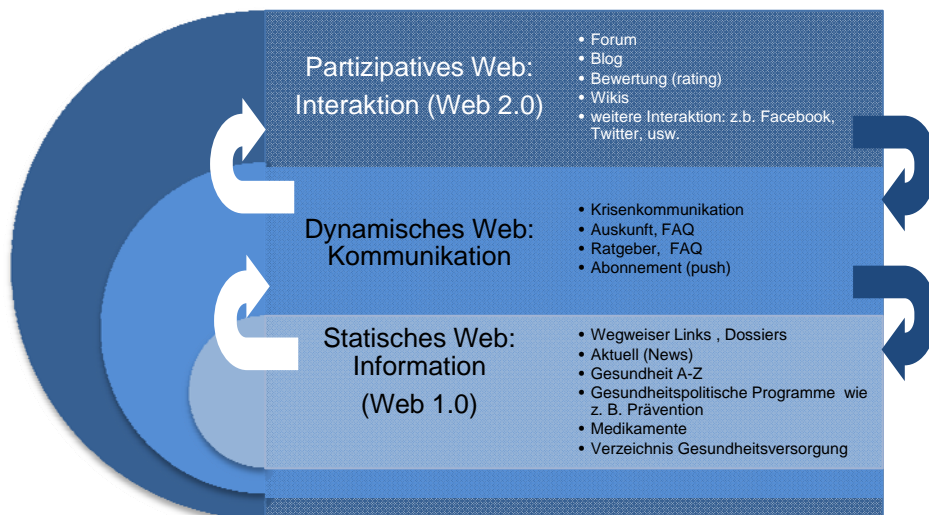 Partizipatives Web:
Interaktion (Web 2.0)
• Forum
• Blog
• Bewertung (rating)
• Wikis
• weitere Interaktion: z.b. Facebook,
Twitter, usw.
Dynamisches Web:
Kommunikation
• Krisenkommunikation
• Auskunft, FAQ
• Ratgeber, FAQ
• Abonnement (push)
Statisches Web:
Information
(Web 1.0)
• Wegweiser Links , Dossiers
• Aktuell (News)
• Gesundheit A-Z
• Gesundheitspolitische Programme wie
z. B. Prävention
• Medikamente
• Verzeichnis Gesundheitsversorgung